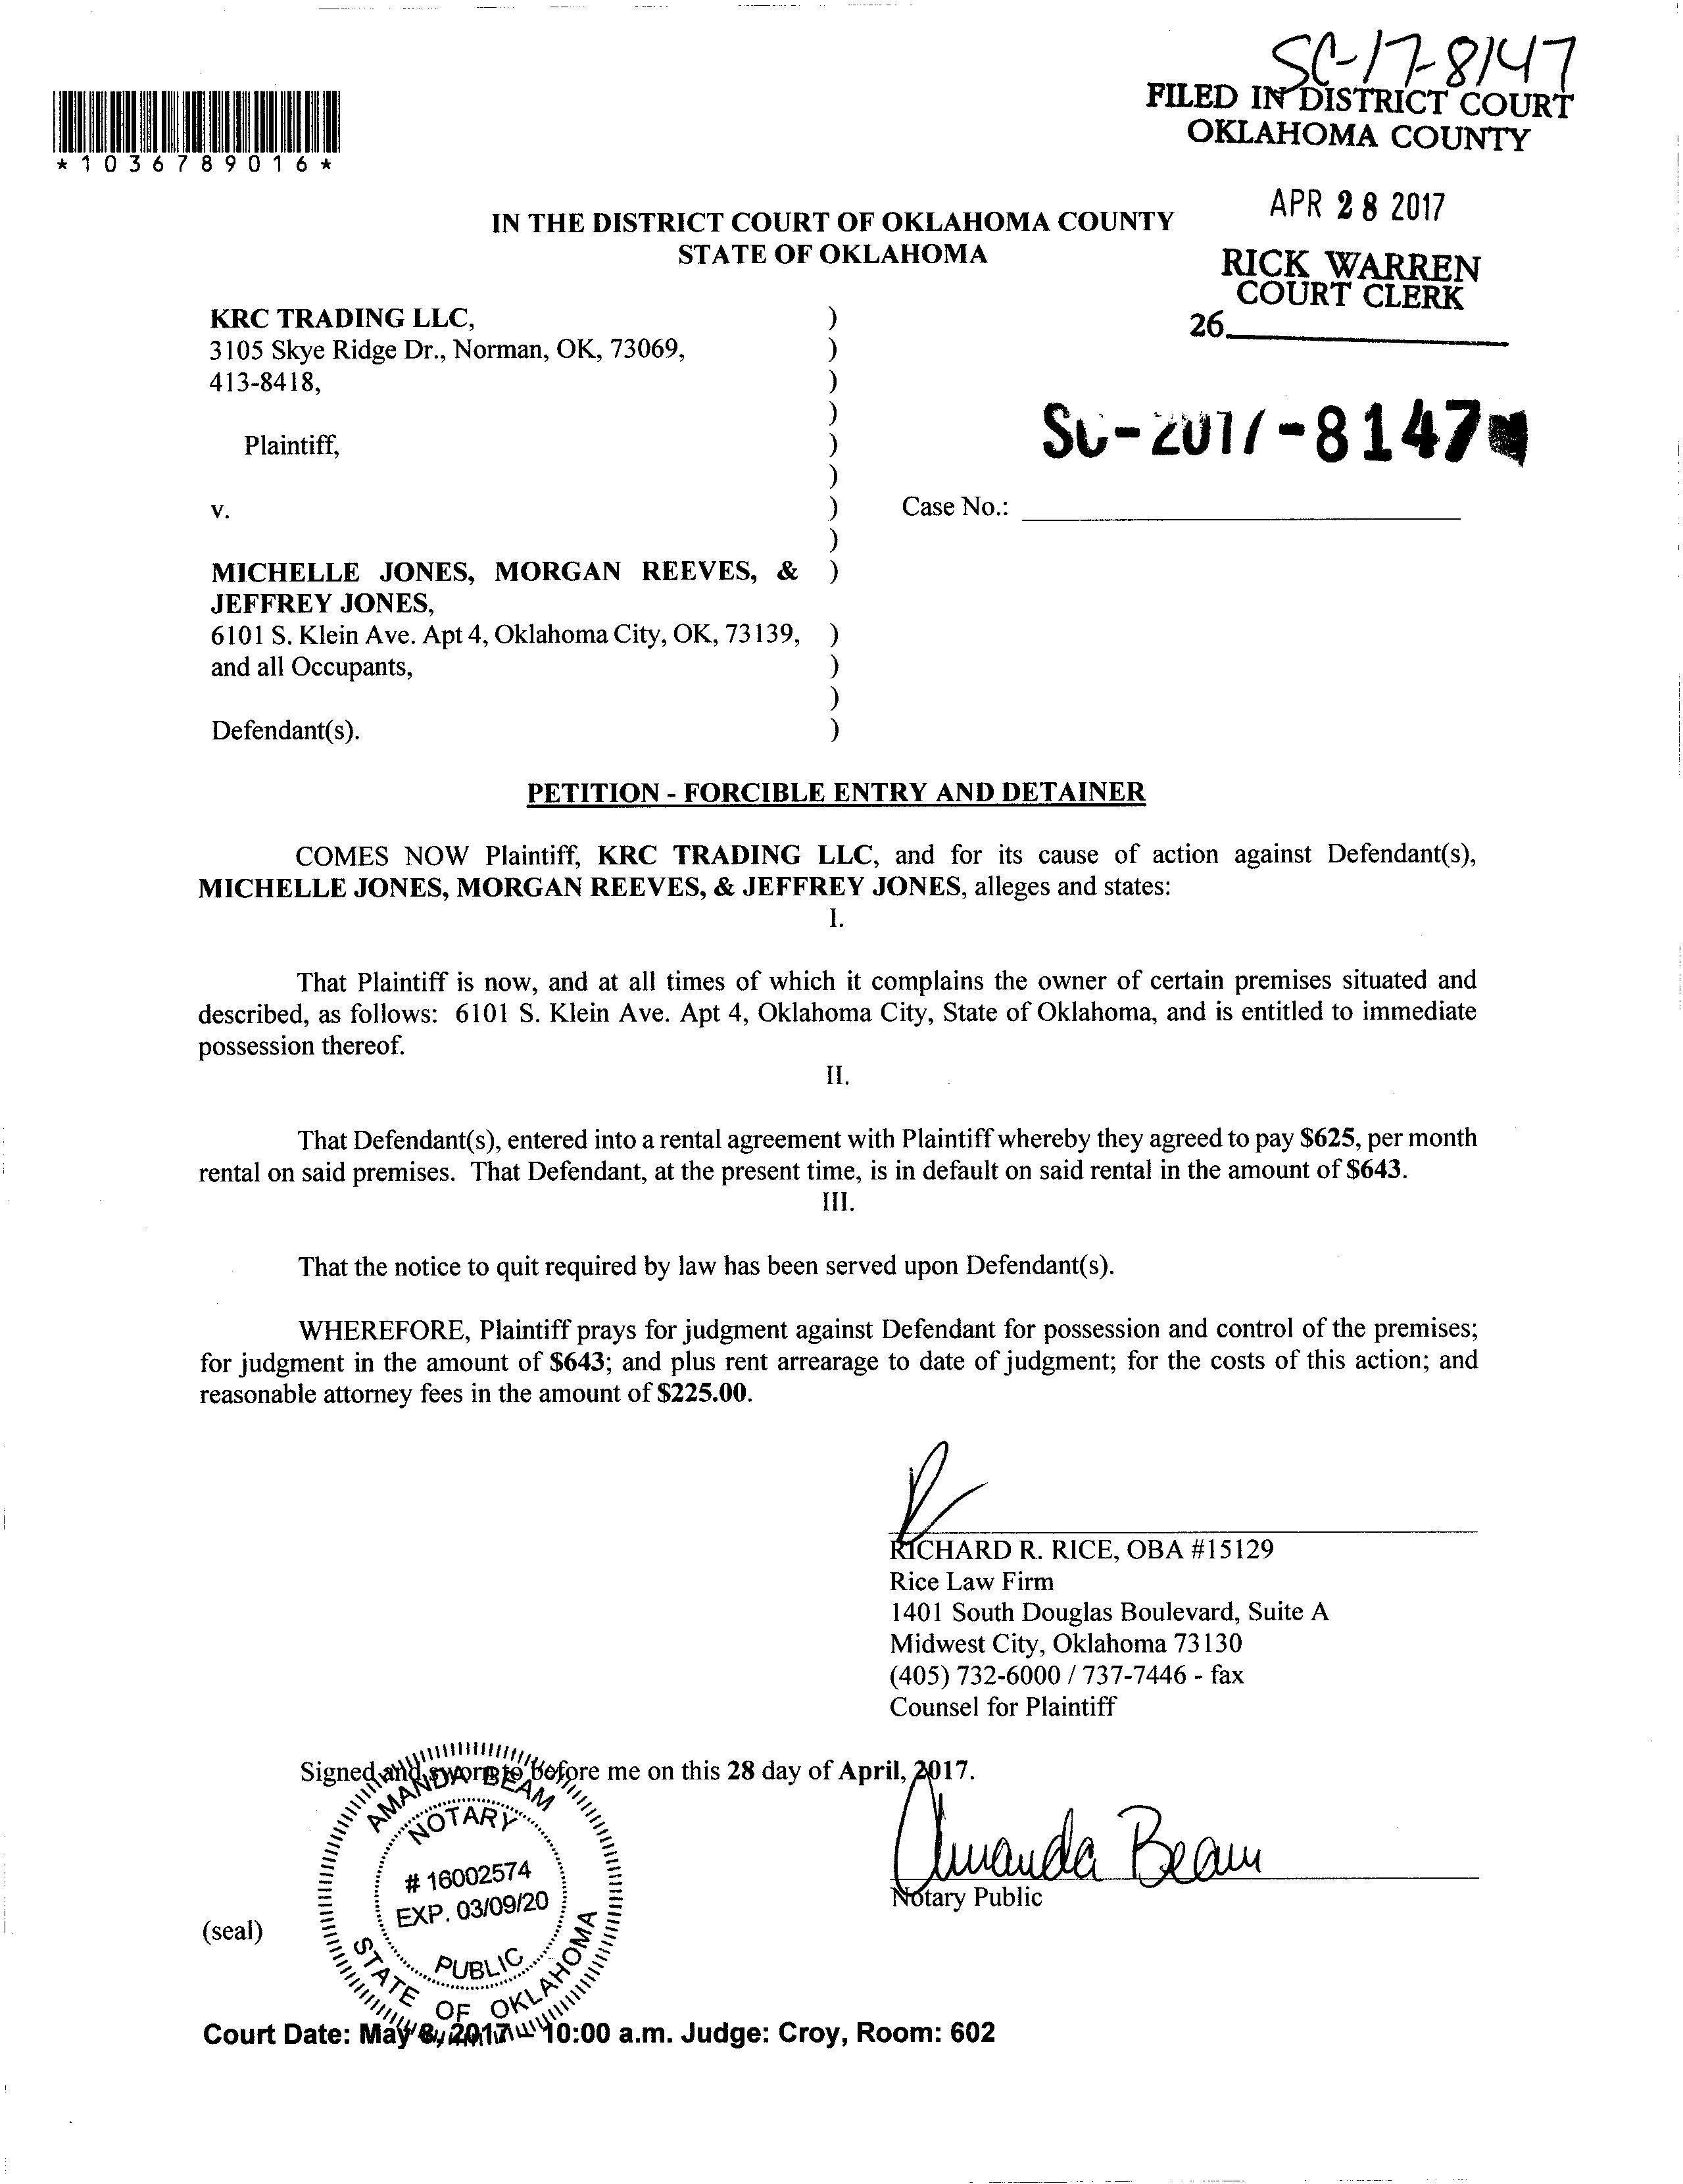 SC-17-8147
FILED IN DISTRICT COURT
OKLAHOMA COUNTY
*1036789016*
APR 28 2017
IN THE DISTRICT COURT OF OKLAHOMA COUNTY
STATE OF OKLAHOMA
RICK WARREN
COURT CLERK
26
KRC TRADING LLC, )
3105 Skye Ridge Dr., Norman, OK, 73069, )
413-8418, )
)
SC-2017-8147
Plaintiff, )
)
v. ) Case No.:
)
MICHELLE JONES, MORGAN REEVES, & )
JEFFREY JONES,
6101 S. Klein Ave. Apt 4, Oklahoma City, OK, 73139, )
and all Occupants, )
)
Defendant(s). )
PETITION - FORCIBLE ENTRY AND DETAINER
COMES NOW Plaintiff, KRC TRADING LLC, and for its cause of action against Defendant(s),
MICHELLE JONES, MORGAN REEVES, & JEFFREY JONES, alleges and states:
I.
That Plaintiff is now, and at all times of which it complains the owner of certain premises situated and
described, as follows: 6101 S. Klein Ave. Apt 4, Oklahoma City, State of Oklahoma, and is entitled to immediate
possession thereof.
II.
That Defendant(s), entered into a rental agreement with Plaintiff whereby they agreed to pay $625, per month
rental on said premises. That Defendant, at the present time, is in default on said rental in the amount of $643.
III.
That the notice to quit required by law has been served upon Defendant(s).
WHEREFORE, Plaintiff prays for judgment against Defendant for possession and control of the premises;
for judgment in the amount of $643; and plus rent arrearage to date of judgment; for the costs of this action; and
reasonable attorney fees in the amount of $225.00.
RICHARD R. RICE, OBA #15129
Rice Law Firm
1401 South Douglas Boulevard, Suite A
Midwest City, Oklahoma 73130
(405) 732-6000 / 737-7446 - fax
Counsel for Plaintiff
Signed and sworn to before me on this 28 day of April, 2017.
AMANDA BEAM
NOTARY
# 16002574
EXP. 03/09/20
PUBLIC
STATE OF OKLAHOMA
Amanda Beam
Notary Public
(seal)
Court Date: May 8, 2017 10:00 a.m. Judge: Croy, Room: 602